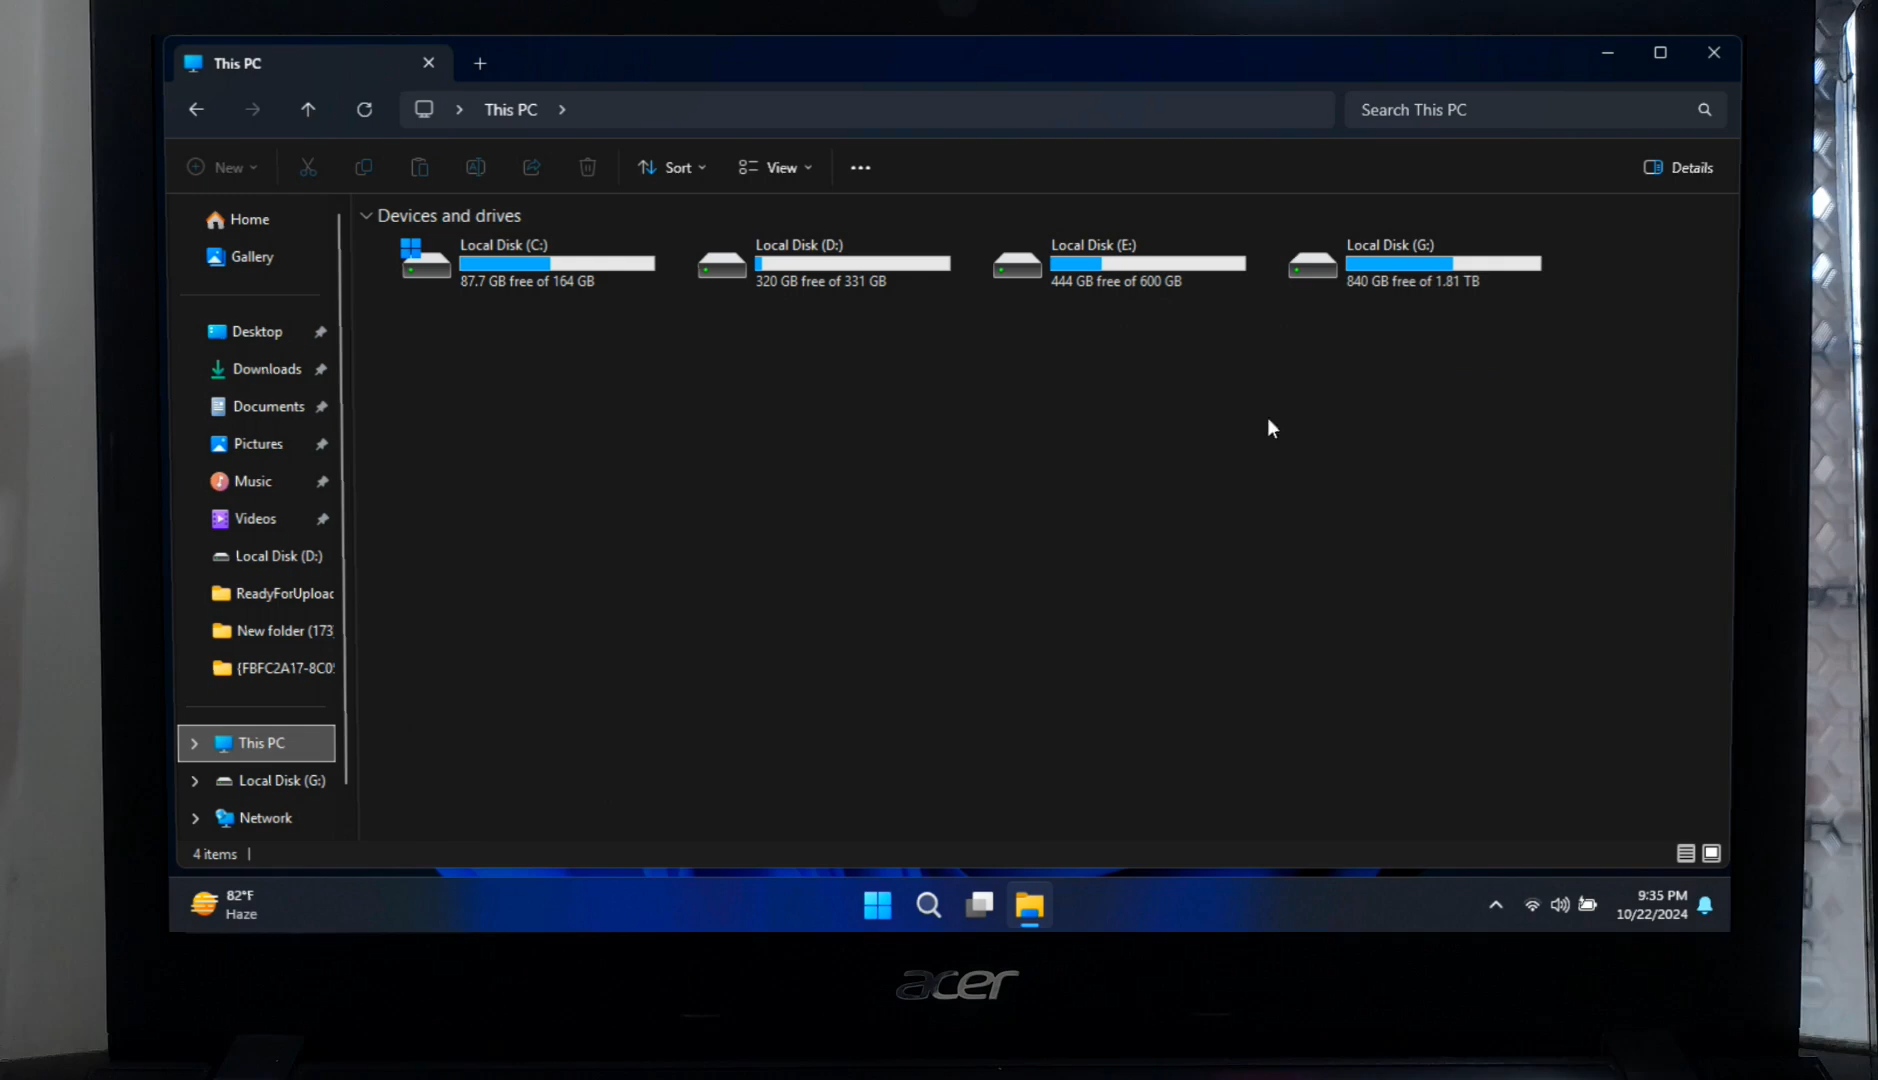 This PC
This PC
Search This PC
New
Sort
View
Details
Home
Gallery
Desktop
Downloads
Documents
Pictures
Music
Videos
Local Disk (D:)
ReadyForUploac
New folder (173)
{FBFC2A17-8C0
This PC
Local Disk (G:)
Network
Devices and drives
Local Disk (C:)
87.7 GB free of 164 GB
Local Disk (D:)
320 GB free of 331 GB
Local Disk (E:)
444 GB free of 600 GB
Local Disk (G:)
840 GB free of 1.81 TB
4 items
82°F
Haze
9:35 PM
10/22/2024
acer